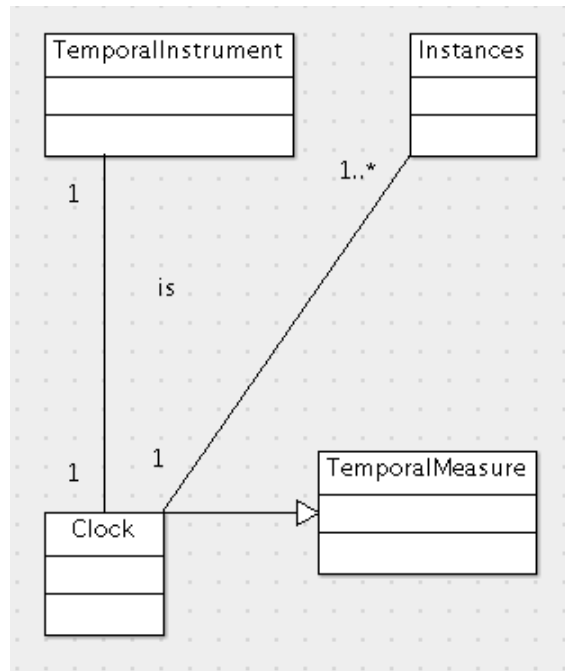 TemporalInstrument
Instances
1
1..*
is
1
1
TemporalMeasure
Clock